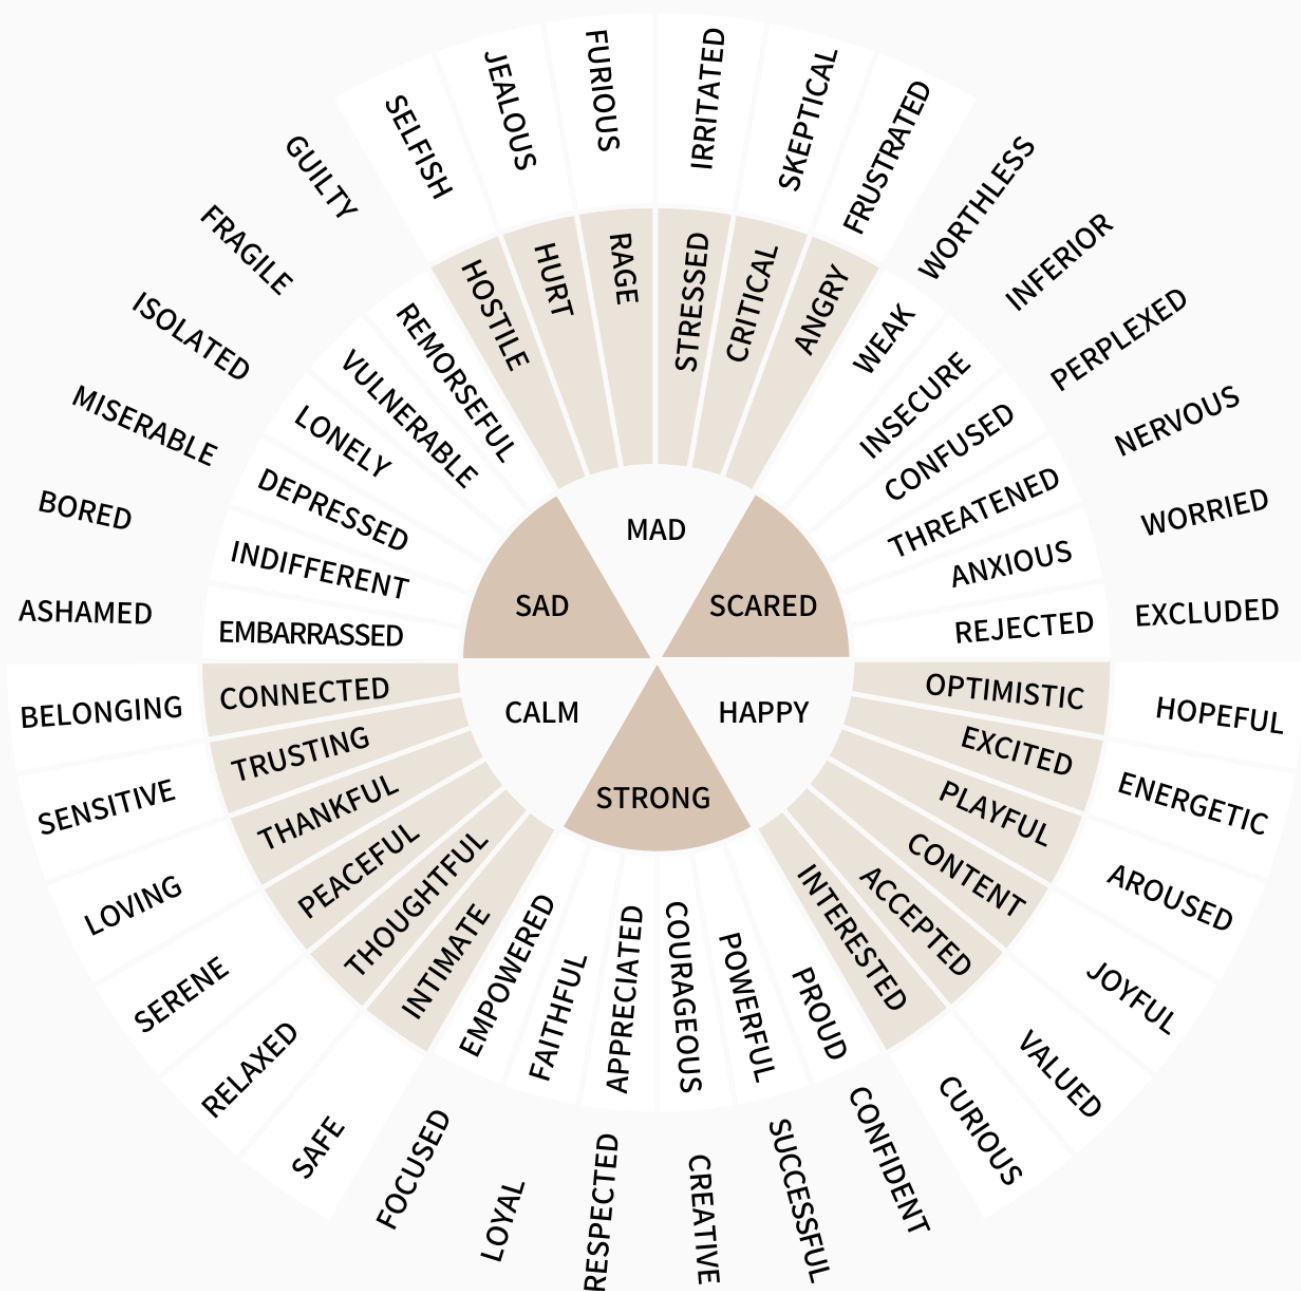 MAD
SCARED
HAPPY
STRONG
CALM
SAD
HOSTILE
HURT
RAGE
STRESSED
CRITICAL
ANGRY
WEAK
INSECURE
CONFUSED
THREATENED
ANXIOUS
REJECTED
OPTIMISTIC
EXCITED
PLAYFUL
CONTENT
ACCEPTED
INTERESTED
PROUD
POWERFUL
COURAGEOUS
APPRECIATED
FAITHFUL
EMPOWERED
INTIMATE
THOUGHTFUL
PEACEFUL
THANKFUL
TRUSTING
CONNECTED
EMBARRASSED
INDIFFERENT
DEPRESSED
LONELY
VULNERABLE
REMORSEFUL
SELFISH
JEALOUS
FURIOUS
IRRITATED
SKEPTICAL
FRUSTRATED
WORTHLESS
INFERIOR
PERPLEXED
NERVOUS
WORRIED
EXCLUDED
HOPEFUL
ENERGETIC
AROUSED
JOYFUL
VALUED
CURIOUS
CONFIDENT
SUCCESSFUL
CREATIVE
RESPECTED
LOYAL
FOCUSED
SAFE
RELAXED
SERENE
LOVING
SENSITIVE
BELONGING
ASHAMED
BORED
MISERABLE
ISOLATED
FRAGILE
GUILTY